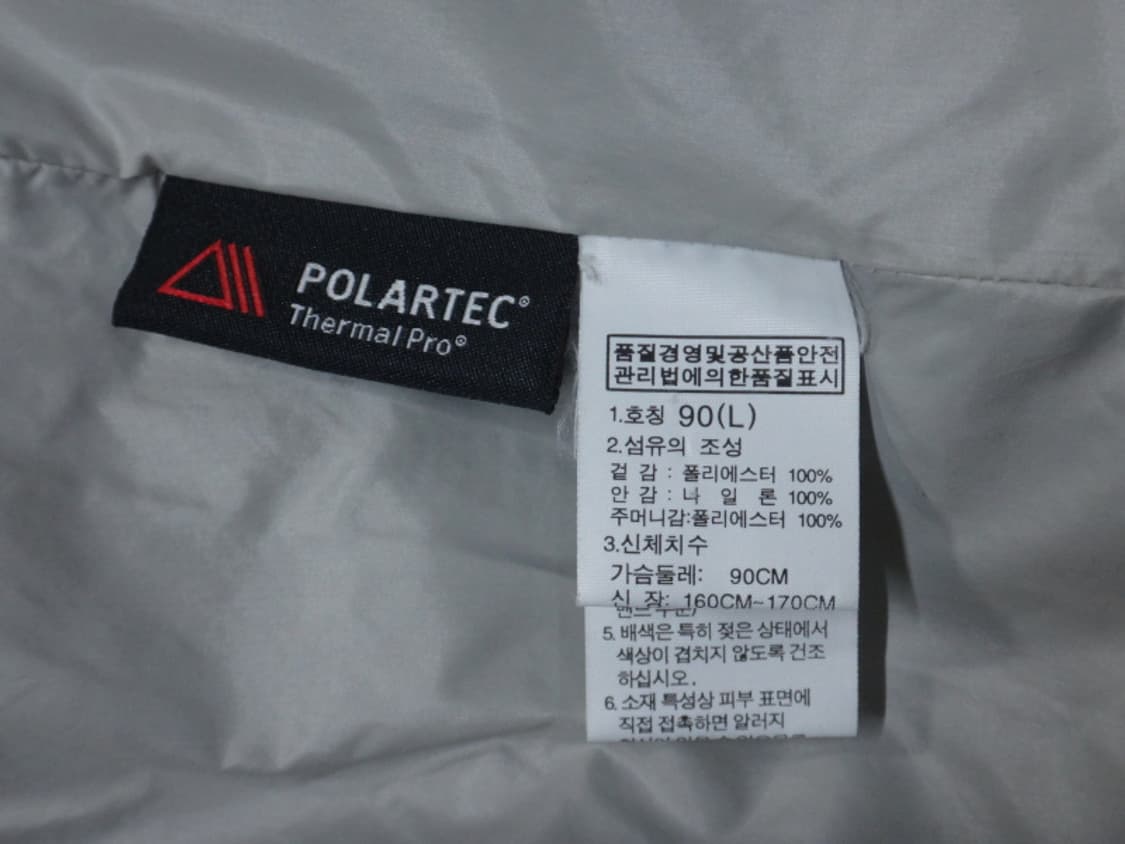 POLARTEC®
Thermal Pro®
품질경영및공산품안전
관리법에의한품질표시
1.호칭 90(L)
2.섬유의 조성
겉 감 : 폴리에스터 100%
안 감 : 나 일 론 100%
주머니감:폴리에스터 100%
3.신체치수
가슴둘레: 90CM
신 장: 160CM~170CM
5. 배색은 특히 젖은 상태에서
색상이 겹치지 않도록 건조
하십시오.
6. 소재 특성상 피부 표면에
직접 접촉하면 알러지